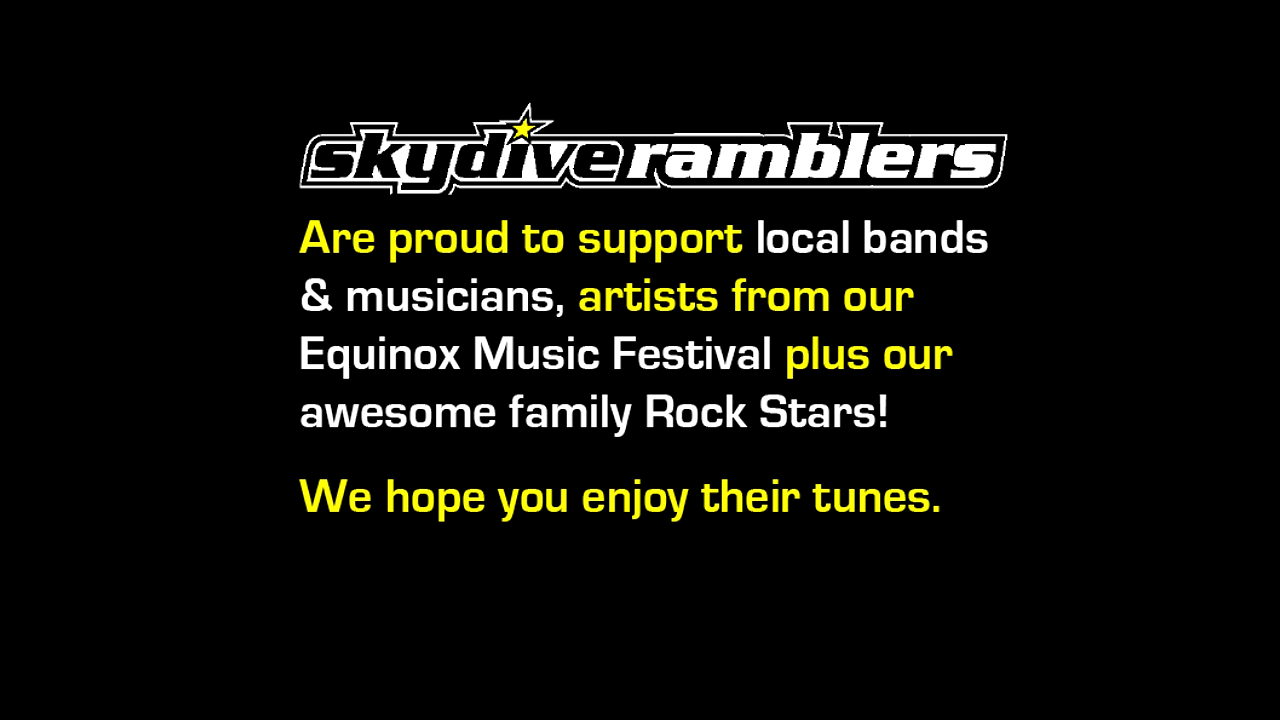 skydiveramblers
Are proud to support local bands
& musicians, artists from our
Equinox Music Festival plus our
awesome family Rock Stars!
We hope you enjoy their tunes.